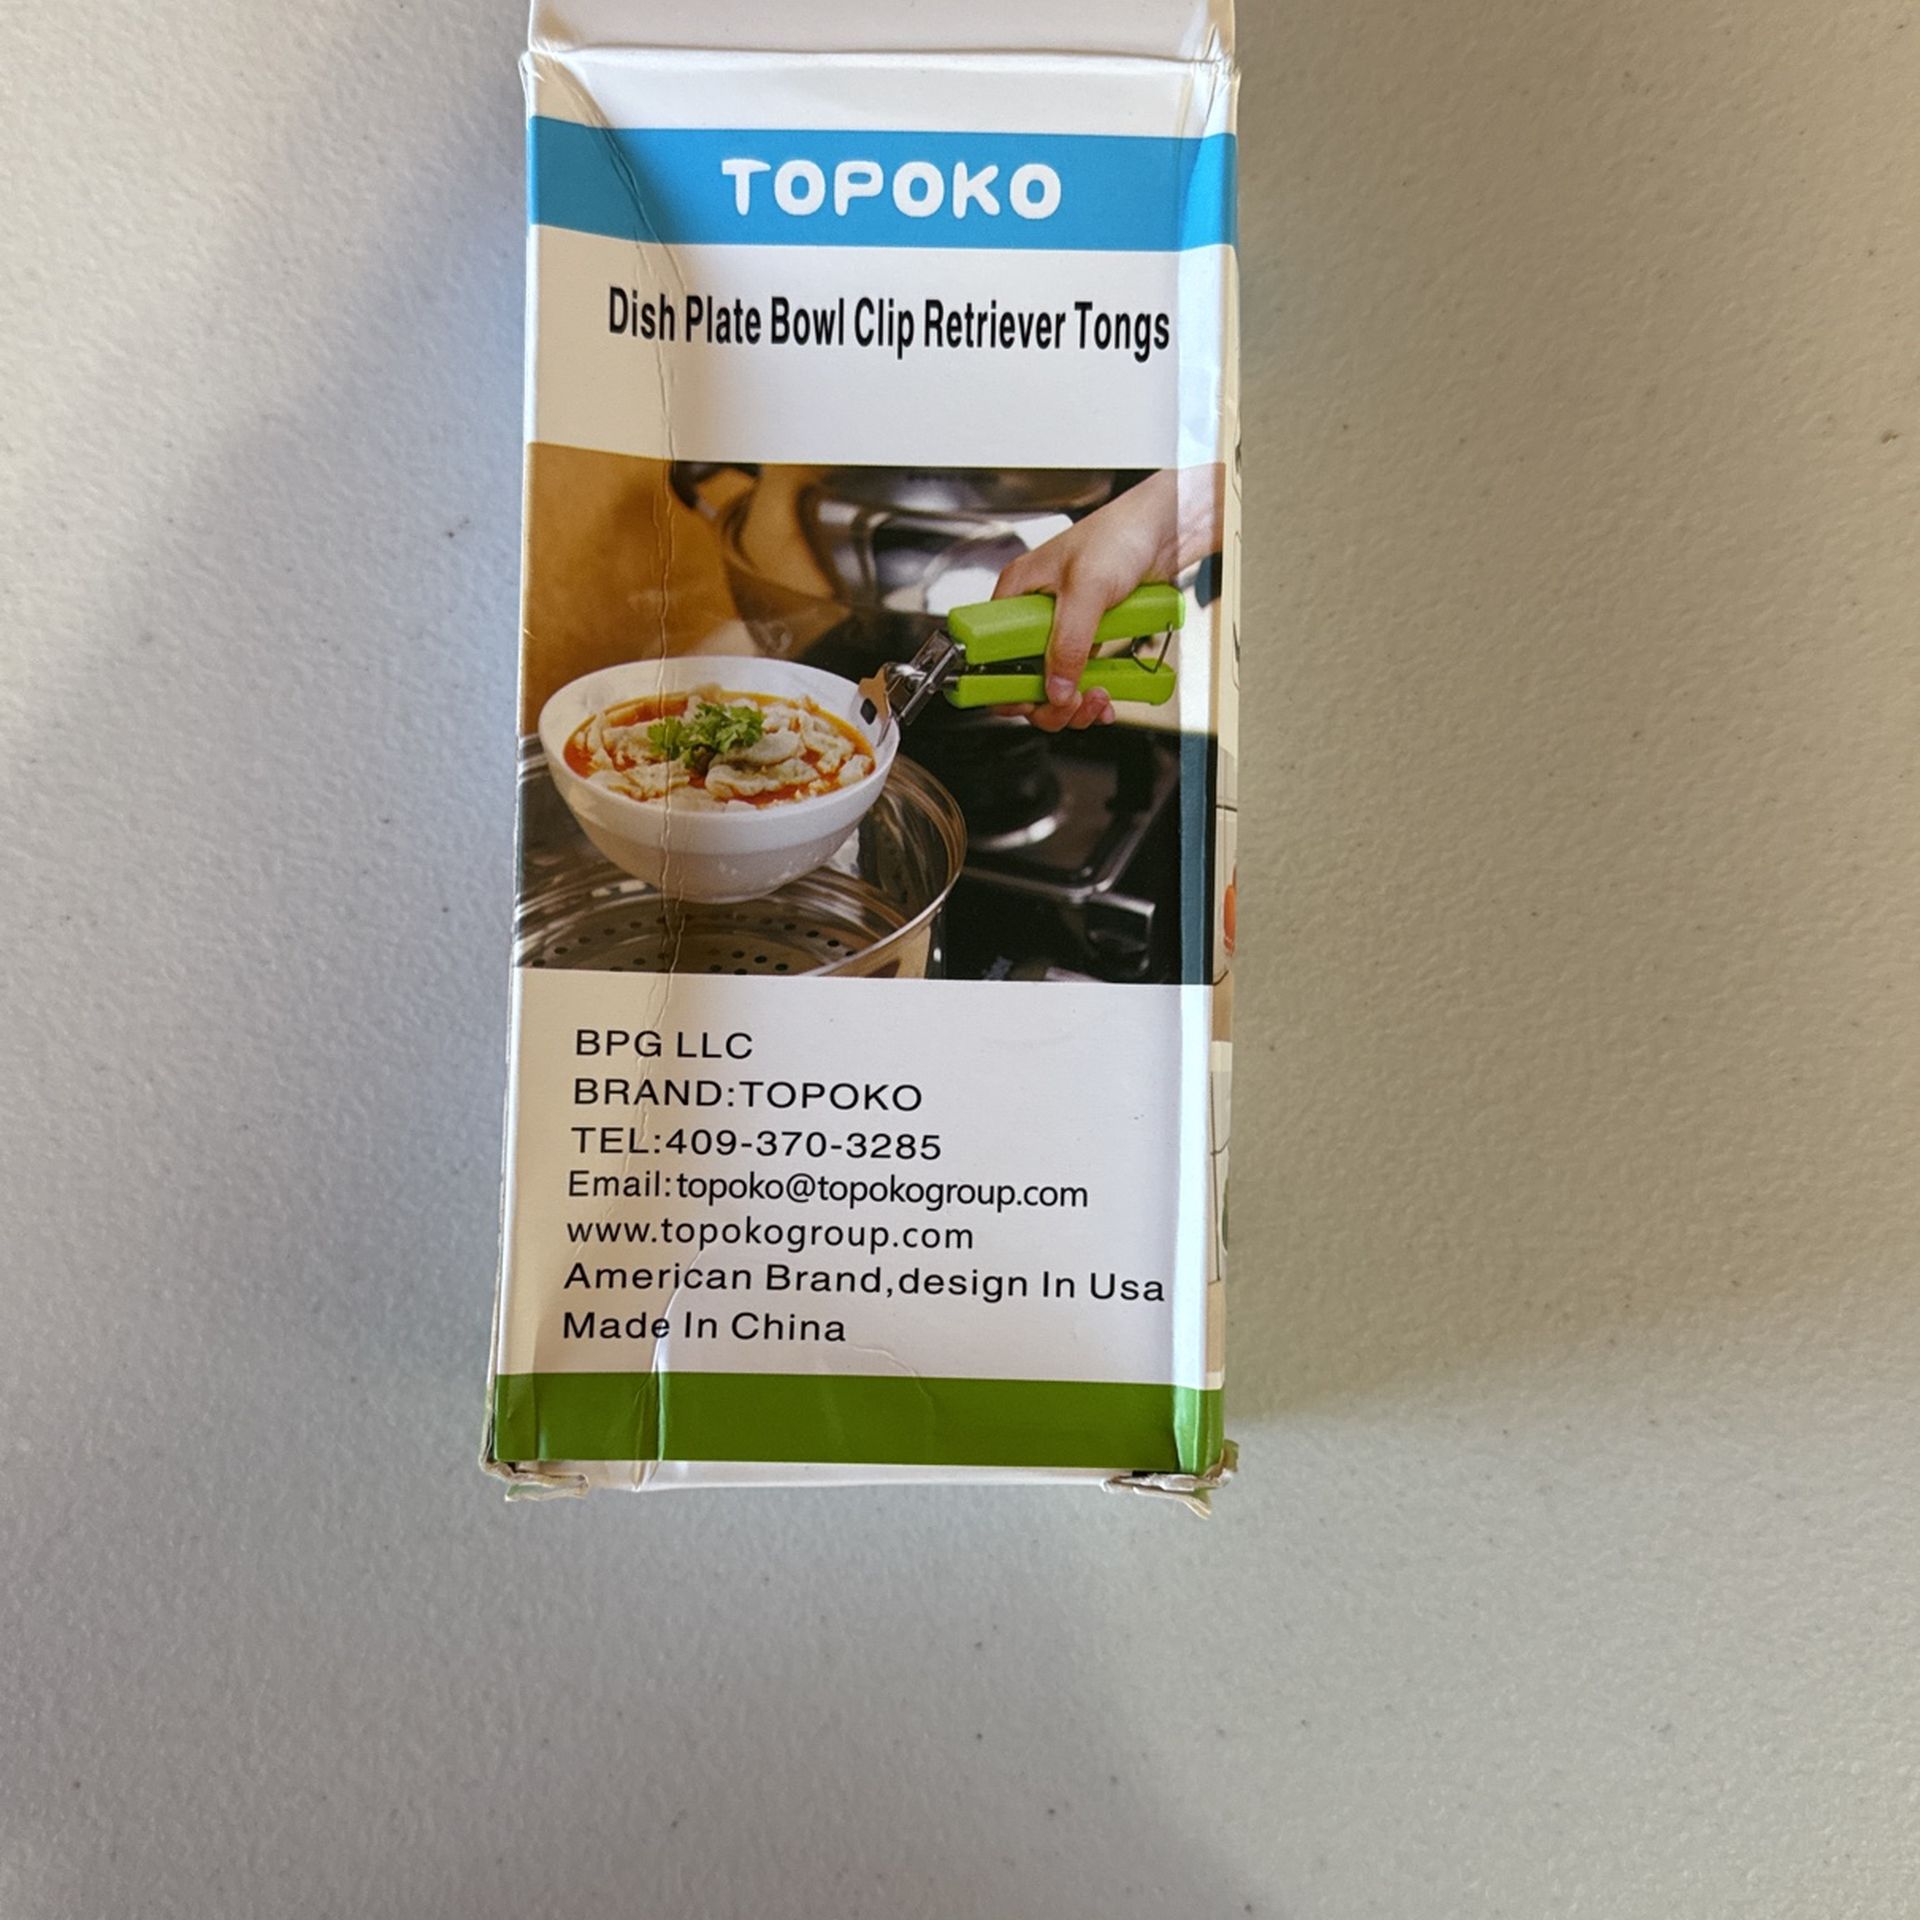 TOPOKO
Dish Plate Bowl Clip Retriever Tongs
BPG LLC
BRAND:TOPOKO
TEL:409-370-3285
Email:topoko@topokogroup.com
www.topokogroup.com
American Brand,design In Usa
Made In China